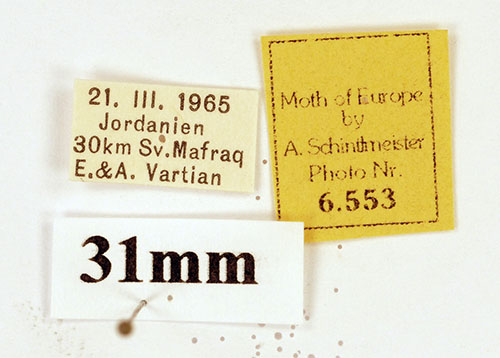 21. III. 1965
Jordanien
30km Sv.Mafraq
E.&A. Vartian
Moth of Europe
by
A. Schintlmeister
Photo Nr.
6.553
31mm